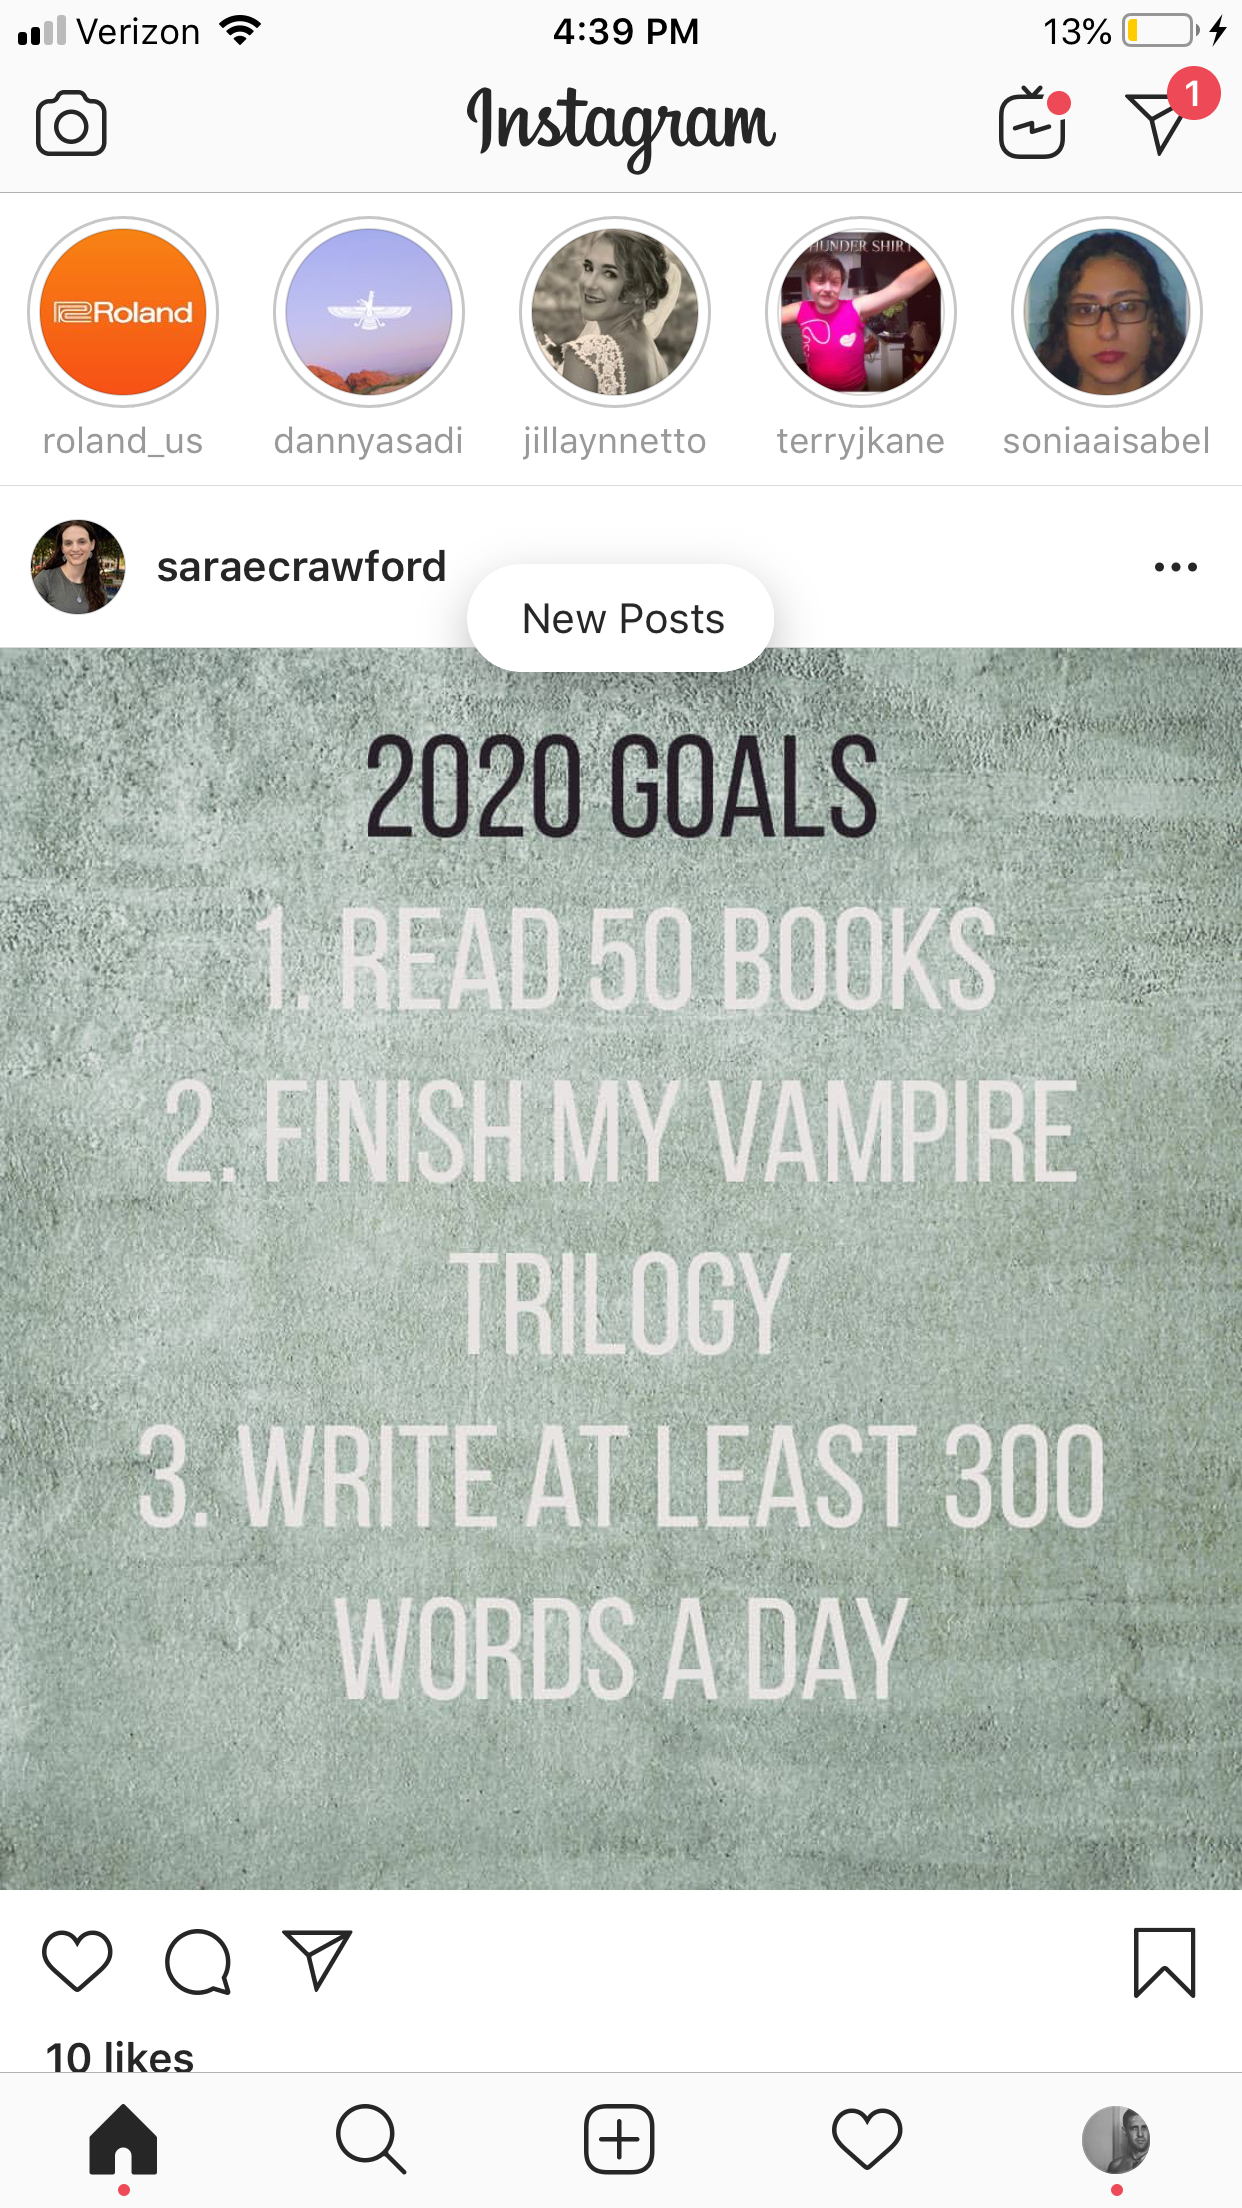 Verizon 4:39 PM 13%
Instagram 1
Roland HUNDER SHIRT
roland_us dannyasadi jillaynnetto terryjkane soniaaisabel
saraecrawford
New Posts
2020 GOALS
1. READ 50 BOOKS
2. FINISH MY VAMPIRE
TRILOGY
3. WRITE AT LEAST 300
WORDS A DAY
10 likes